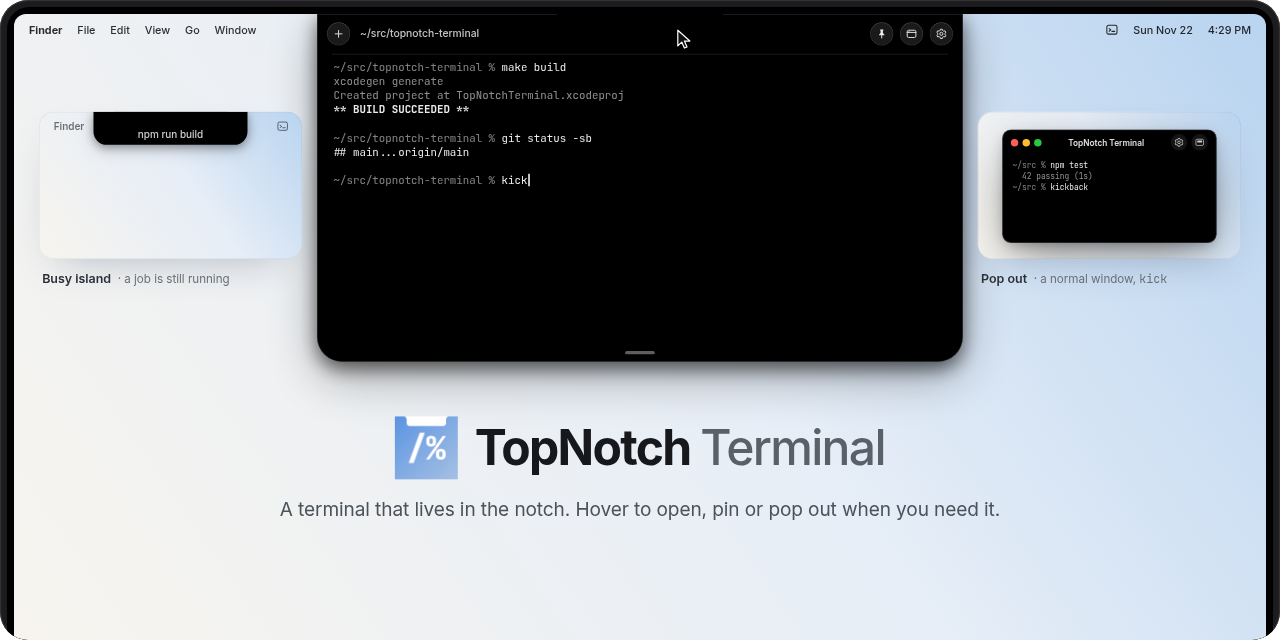 Finder File Edit View Go Window
Sun Nov 22 4:29 PM
~/src/topnotch-terminal
~/src/topnotch-terminal % make build
xcodegen generate
Created project at TopNotchTerminal.xcodeproj
** BUILD SUCCEEDED **
~/src/topnotch-terminal % git status -sb
## main...origin/main
~/src/topnotch-terminal % kick
Finder
npm run build
Busy island · a job is still running
TopNotch Terminal
~/src % npm test
42 passing (1s)
~/src % kickback
Pop out · a normal window, kick
/%
TopNotch Terminal
A terminal that lives in the notch. Hover to open, pin or pop out when you need it.